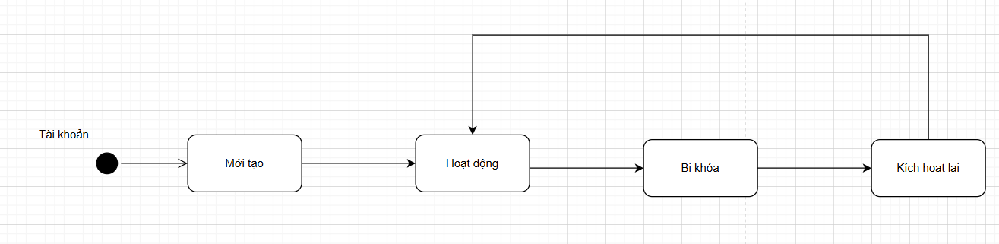 Tài khoản
Mới tạo
Hoạt động
Bị khóa
Kích hoạt lại